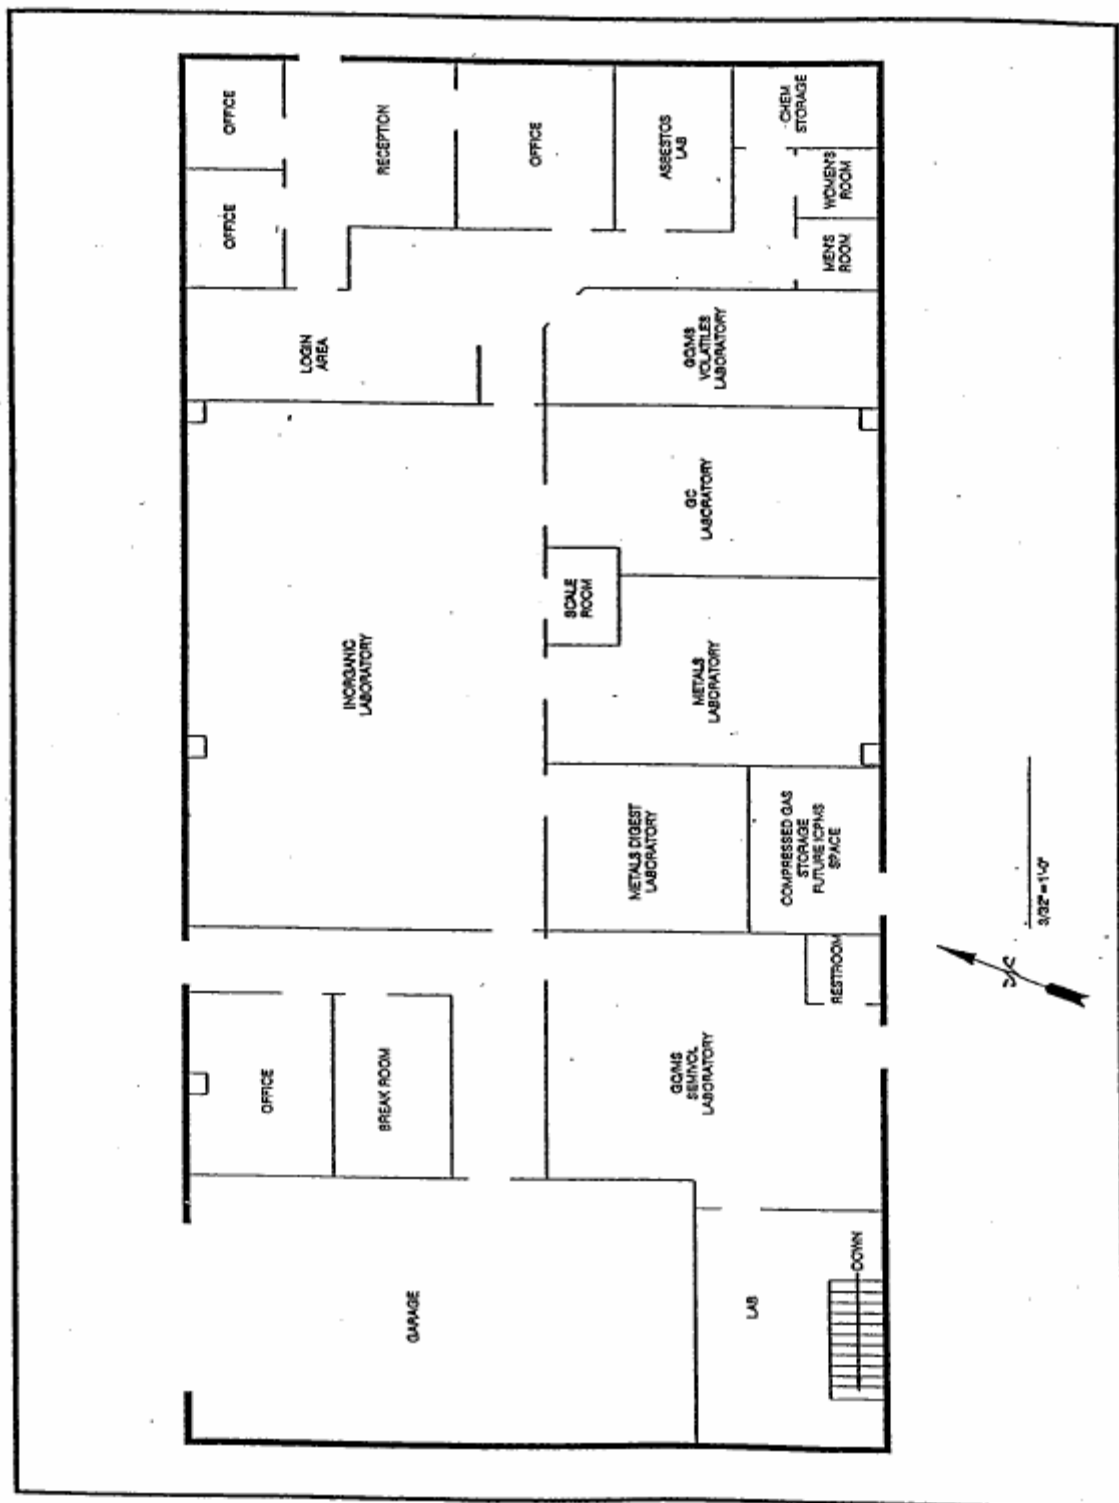 OFFICE
OFFICE
RECEPTION
OFFICE
ASBESTOS
LAB
CHEM
STORAGE
WOMEN'S
ROOM
MEN'S
ROOM
LOGIN
AREA
GC/MS
VOLATILES
LABORATORY
GC
LABORATORY
SCALE
ROOM
INORGANIC
LABORATORY
METALS
LABORATORY
METALS DIGEST
LABORATORY
COMPRESSED GAS
STORAGE
FUTURE ICPMS
SPACE
RESTROOM
OFFICE
BREAK ROOM
GC/MS
SEMIVOL
LABORATORY
GARAGE
LAB
DOWN
3/32"=1'-0"